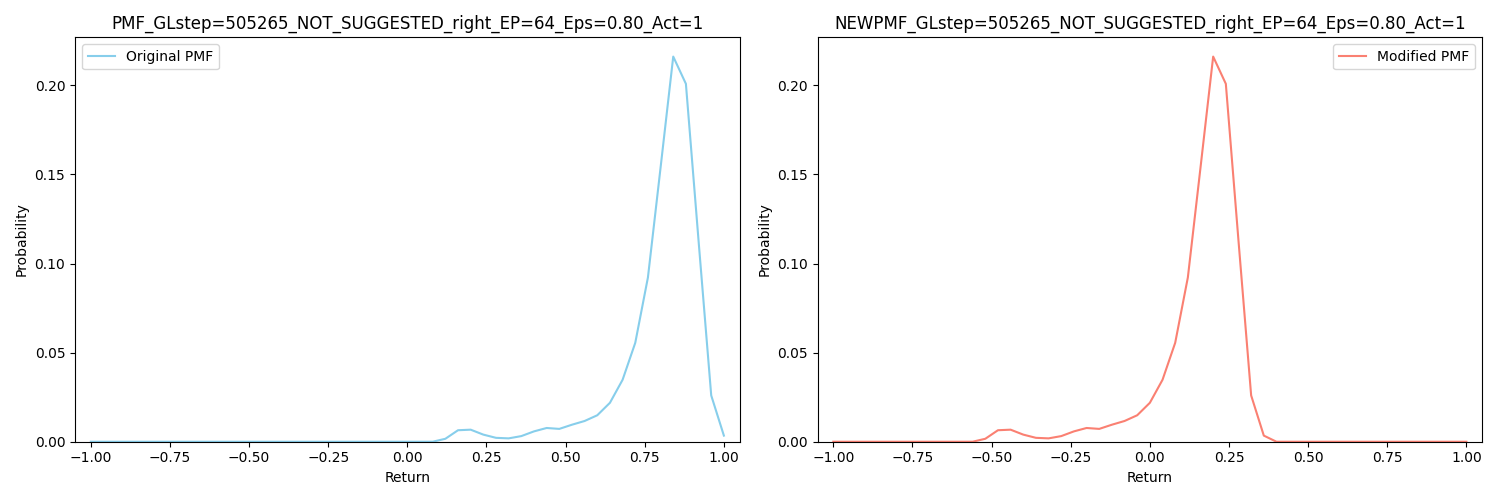 PMF_GLstep=505265_NOT_SUGGESTED_right_EP=64_Eps=0.80_Act=1
Original PMF
Probability
0.20
0.15
0.10
0.05
0.00
−1.00 −0.75 −0.50 −0.25 0.00 0.25 0.50 0.75 1.00
Return
NEWPMF_GLstep=505265_NOT_SUGGESTED_right_EP=64_Eps=0.80_Act=1
Modified PMF
Probability
0.20
0.15
0.10
0.05
0.00
−1.00 −0.75 −0.50 −0.25 0.00 0.25 0.50 0.75 1.00
Return